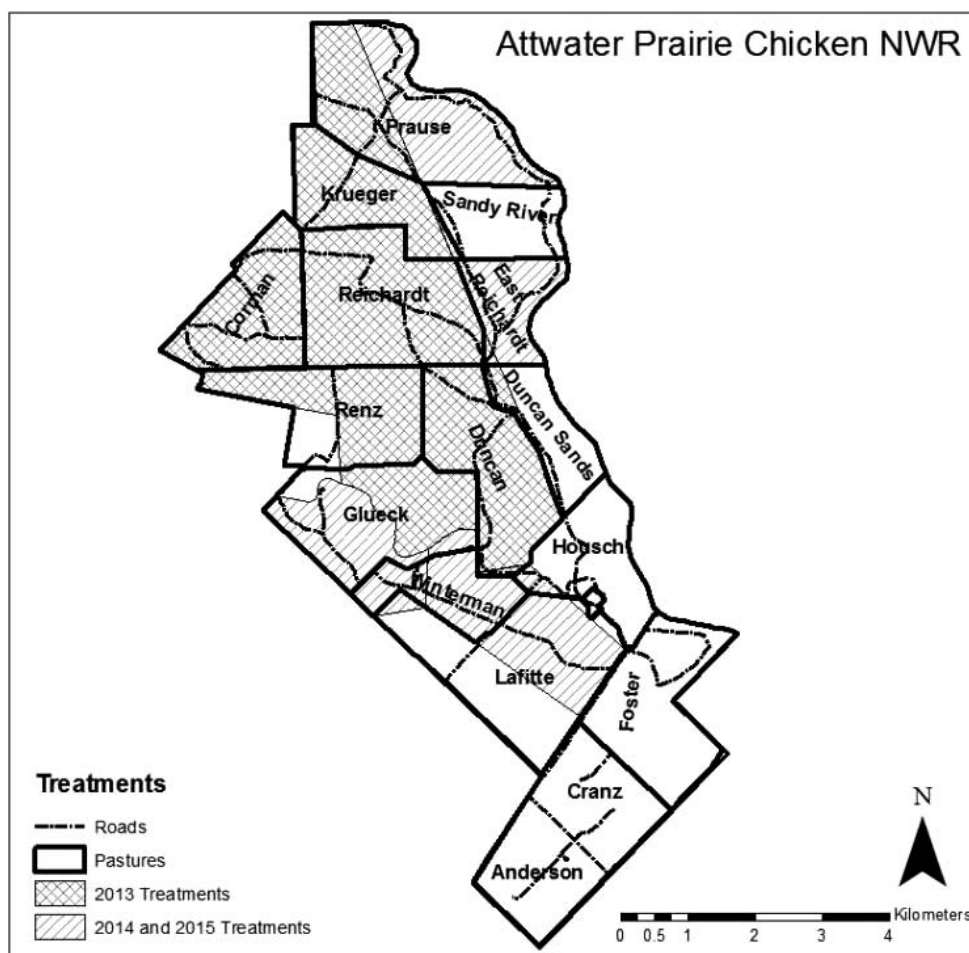 Attwater Prairie Chicken NWR
Prause
Krueger
Sandy River
East
Reichardt
Reichardt
Corman
Duncan Sands
Renz
Duncan
Glueck
Housch
Winterman
Lafitte
Foster
Cranz
Anderson
Treatments
Roads
Pastures
2013 Treatments
2014 and 2015 Treatments
N
Kilometers
0 0.5 1 2 3 4